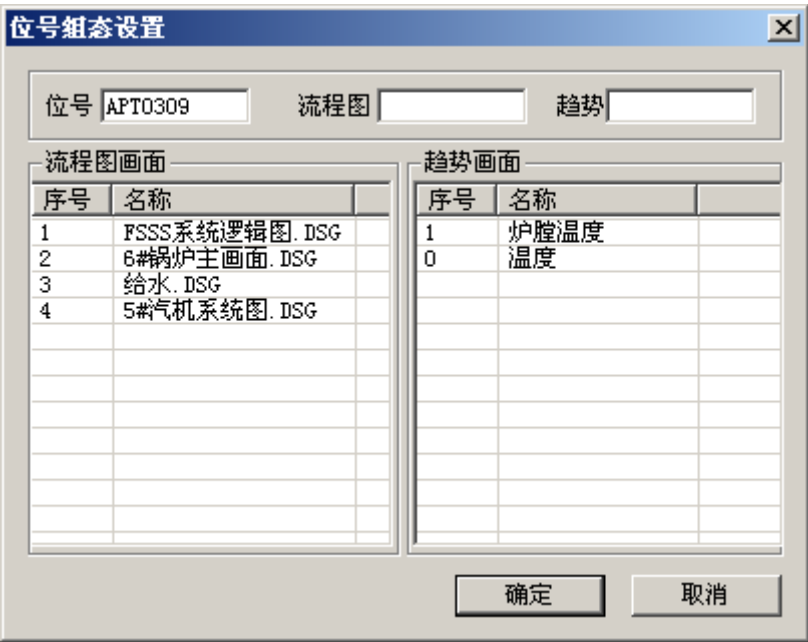 位号组态设置
位号 APT0309 流程图 趋势
流程图画面
序号 名称
1 FSSS系统逻辑图.DSG
2 6#锅炉主画面.DSG
3 给水.DSG
4 5#汽机系统图.DSG
趋势画面
序号 名称
1 炉膛温度
0 温度
确定 取消